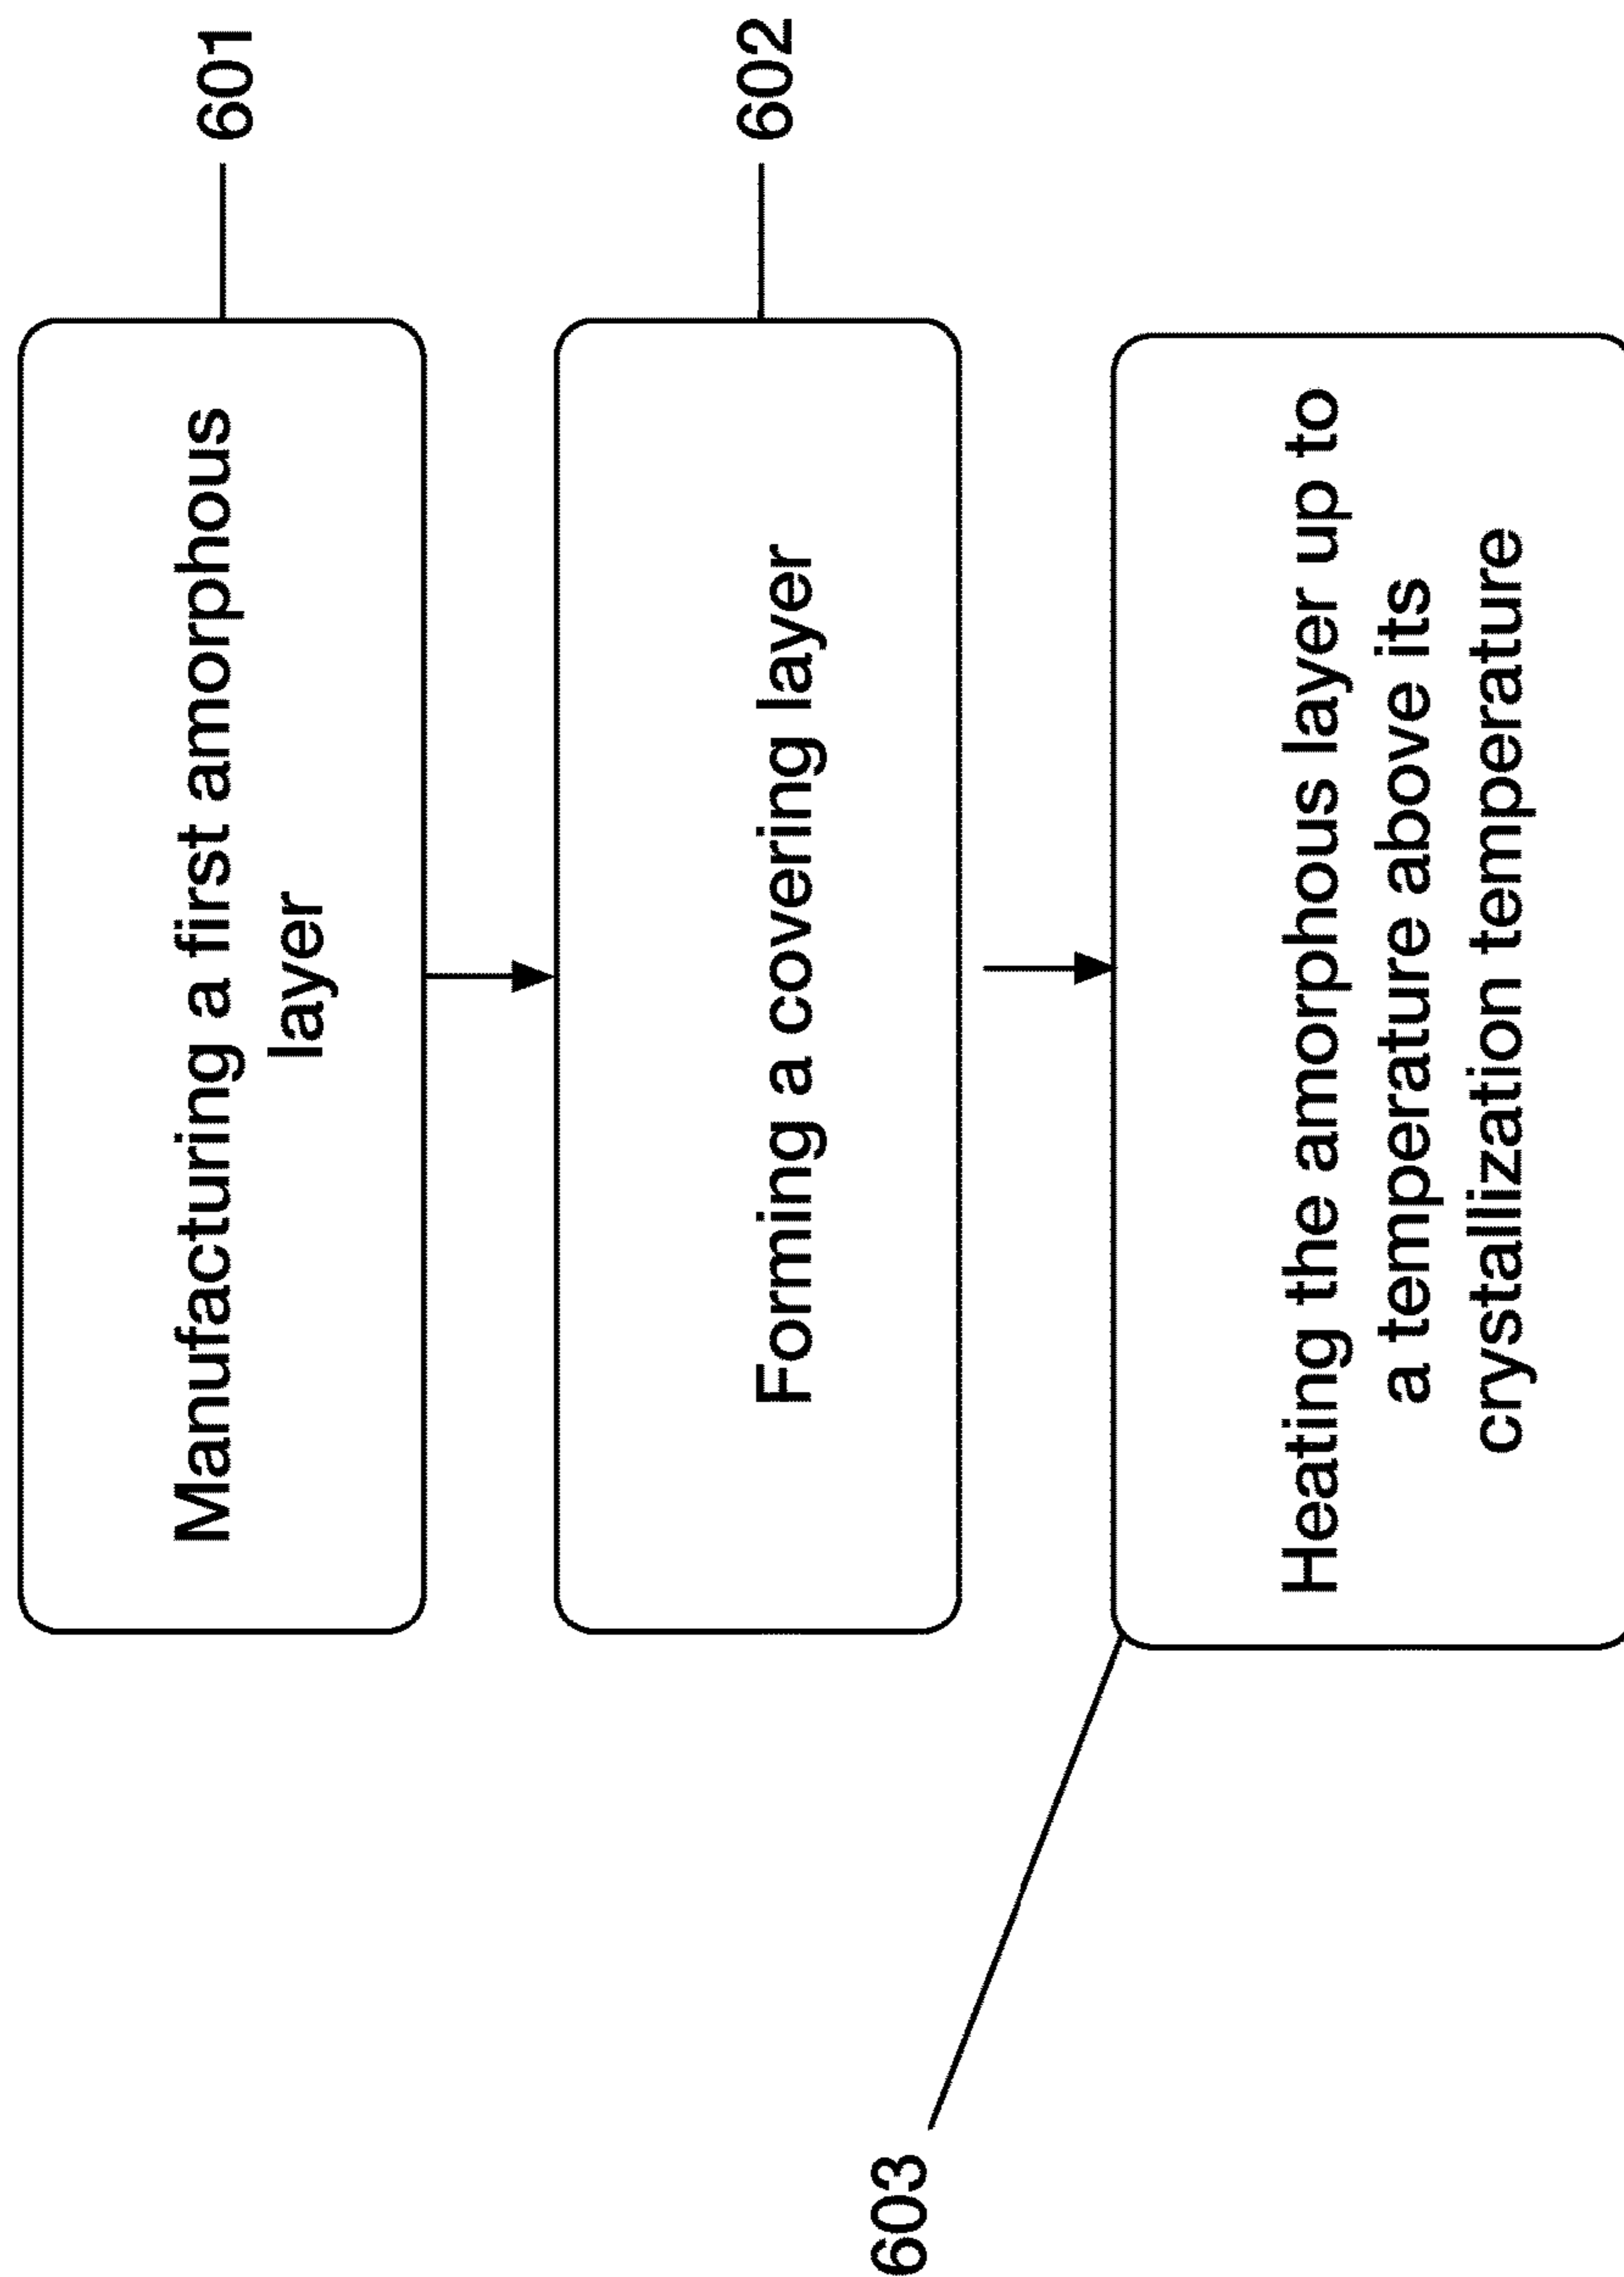 Manufacturing a first amorphous
layer
601
Forming a covering layer
602
Heating the amorphous layer up to
a temperature above its
crystallization temperature
603